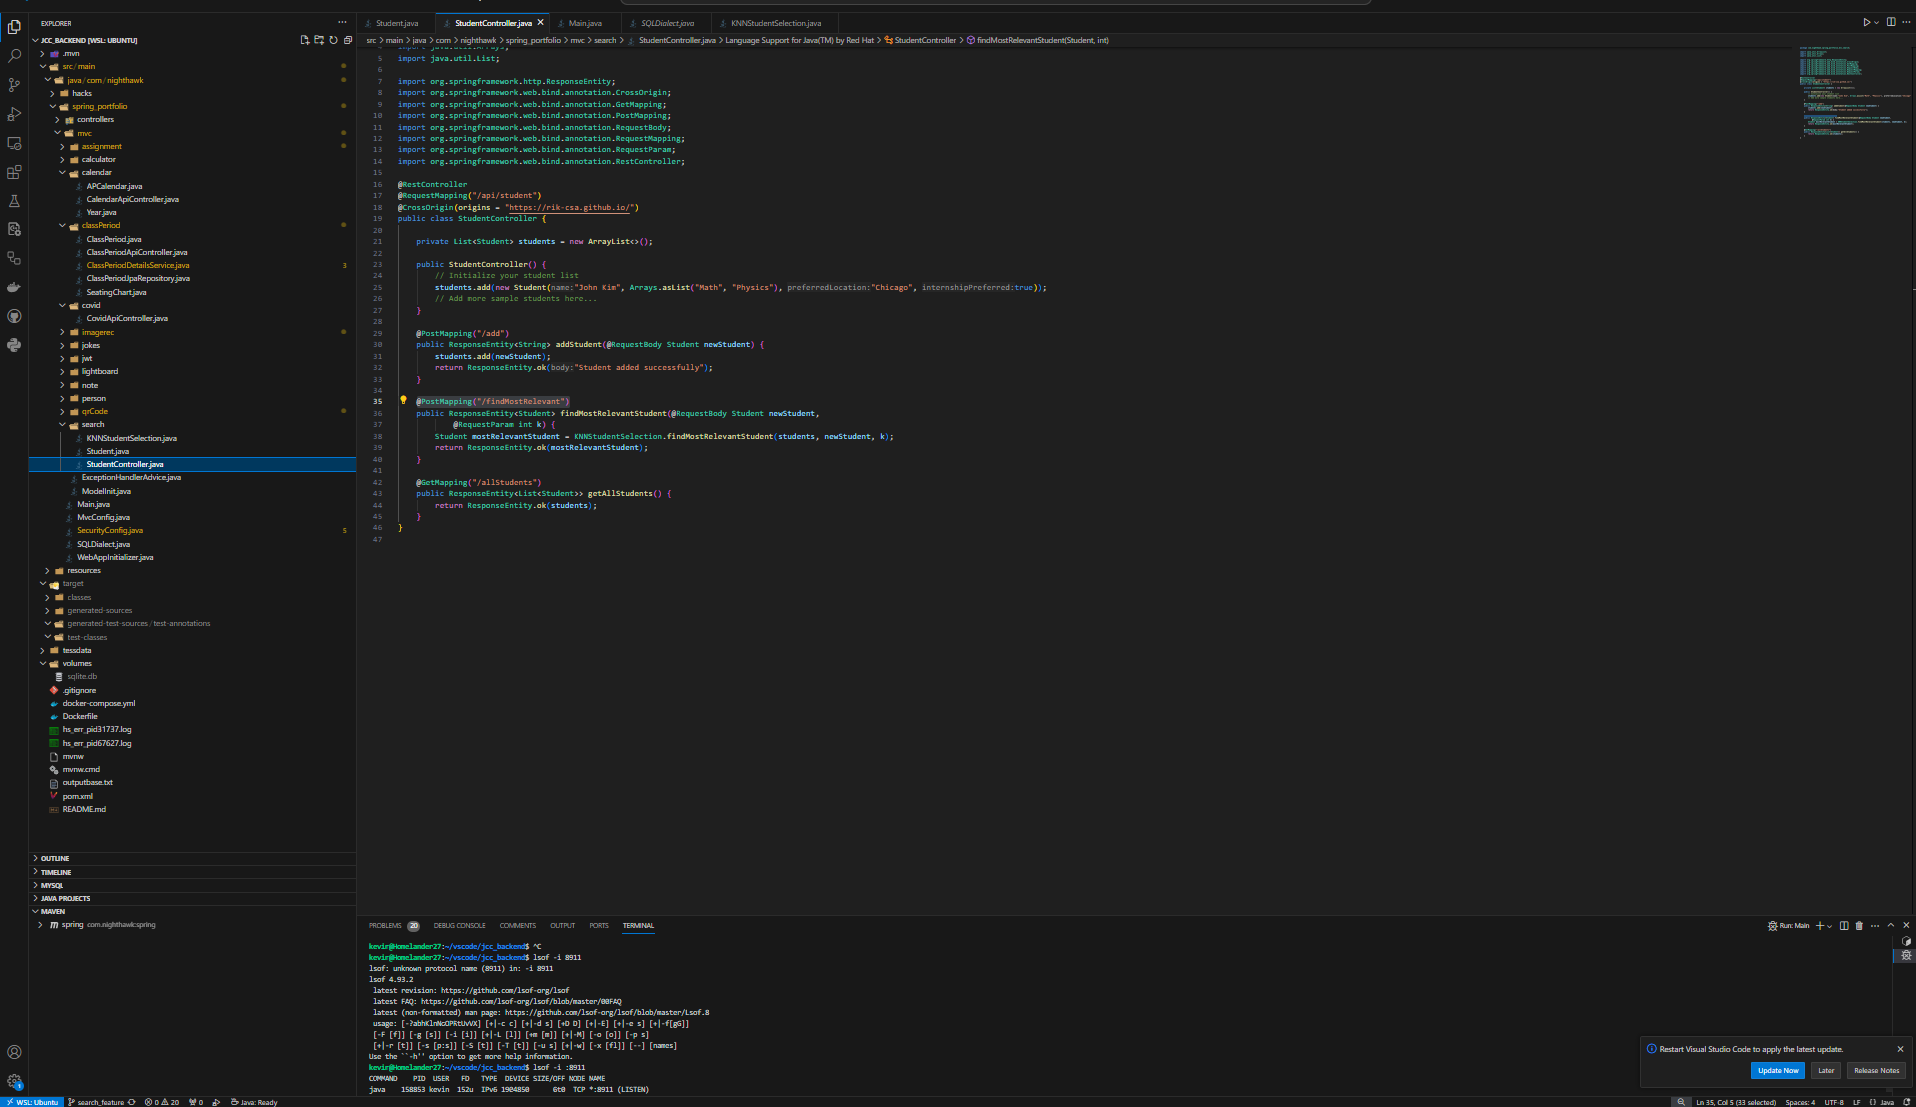 EXPLORER
JCC_BACKEND [WSL: UBUNTU]
.mvn
src / main
java / com / nighthawk
hacks
spring_portfolio
controllers
mvc
assignment
calculator
calendar
APCalendar.java
CalendarApiController.java
Year.java
classPeriod
ClassPeriod.java
ClassPeriodApiController.java
ClassPeriodDetailsService.java 3
ClassPeriodJpaRepository.java
SeatingChart.java
covid
CovidApiController.java
imagerec
jokes
jwt
lightboard
note
person
qrCode
search
KNNStudentSelection.java
Student.java
StudentController.java
ExceptionHandlerAdvice.java
ModelInit.java
Main.java
MvcConfig.java
SecurityConfig.java 5
SQLDialect.java
WebAppInitializer.java
resources
target
classes
generated-sources
generated-test-sources / test-annotations
test-classes
tessdata
volumes
sqlite.db
.gitignore
docker-compose.yml
Dockerfile
hs_err_pid31737.log
hs_err_pid67627.log
mvnw
mvnw.cmd
outputbase.txt
pom.xml
README.md
OUTLINE
TIMELINE
MYSQL
JAVA PROJECTS
MAVEN
spring com.nighthawk:spring
Student.java StudentController.java Main.java SQLDialect.java KNNStudentSelection.java
src > main > java > com > nighthawk > spring_portfolio > mvc > search > StudentController.java > Language Support for Java(TM) by Red Hat > StudentController > findMostRelevantStudent(Student, int)
import java.util.Arrays;
5 import java.util.List;
6
7 import org.springframework.http.ResponseEntity;
8 import org.springframework.web.bind.annotation.CrossOrigin;
9 import org.springframework.web.bind.annotation.GetMapping;
10 import org.springframework.web.bind.annotation.PostMapping;
11 import org.springframework.web.bind.annotation.RequestBody;
12 import org.springframework.web.bind.annotation.RequestMapping;
13 import org.springframework.web.bind.annotation.RequestParam;
14 import org.springframework.web.bind.annotation.RestController;
15
16 @RestController
17 @RequestMapping("/api/student")
18 @CrossOrigin(origins = "https://rik-csa.github.io/")
19 public class StudentController {
20
21 private List<Student> students = new ArrayList<>();
22
23 public StudentController() {
24 // Initialize your student list
25 students.add(new Student(name:"John Kim", Arrays.asList("Math", "Physics"), preferredLocation:"Chicago", internshipPreferred:true));
26 // Add more sample students here...
27 }
28
29 @PostMapping("/add")
30 public ResponseEntity<String> addStudent(@RequestBody Student newStudent) {
31 students.add(newStudent);
32 return ResponseEntity.ok(body:"Student added successfully");
33 }
34
35 @PostMapping("/findMostRelevant")
36 public ResponseEntity<Student> findMostRelevantStudent(@RequestBody Student newStudent,
37 @RequestParam int k) {
38 Student mostRelevantStudent = KNNStudentSelection.findMostRelevantStudent(students, newStudent, k);
39 return ResponseEntity.ok(mostRelevantStudent);
40 }
41
42 @GetMapping("/allStudents")
43 public ResponseEntity<List<Student>> getAllStudents() {
44 return ResponseEntity.ok(students);
45 }
46 }
47
PROBLEMS 20 DEBUG CONSOLE COMMENTS OUTPUT PORTS TERMINAL
Run: Main
kevin@Homelander27:~/vscode/jcc_backend$ ^C
kevin@Homelander27:~/vscode/jcc_backend$ lsof -i 8911
lsof: unknown protocol name (8911) in: -i 8911
lsof 4.93.2
latest revision: https://github.com/lsof-org/lsof
latest FAQ: https://github.com/lsof-org/lsof/blob/master/00FAQ
latest (non-formatted) man page: https://github.com/lsof-org/lsof/blob/master/Lsof.8
usage: [-?abhKlnNoOPRtUvVX] [+|-c c] [+|-d s] [+D D] [+|-E] [+|-e s] [+|-f[gG]]
[-F [f]] [-g [s]] [-i [i]] [+|-L [l]] [+m [m]] [+|-M] [-o [o]] [-p s]
[+|-r [t]] [-s [p:s]] [-S [t]] [-T [t]] [-u s] [+|-w] [-x [fl]] [--] [names]
Use the ``-h'' option to get more help information.
kevin@Homelander27:~/vscode/jcc_backend$ lsof -i :8911
COMMAND PID USER FD TYPE DEVICE SIZE/OFF NODE NAME
java 158853 kevin 152u IPv6 1904850 0t0 TCP *:8911 (LISTEN)
Restart Visual Studio Code to apply the latest update.
Update Now Later Release Notes
WSL: Ubuntu search_feature 0 20 0 Java: Ready
Ln 35, Col 5 (33 selected) Spaces: 4 UTF-8 LF {} Java